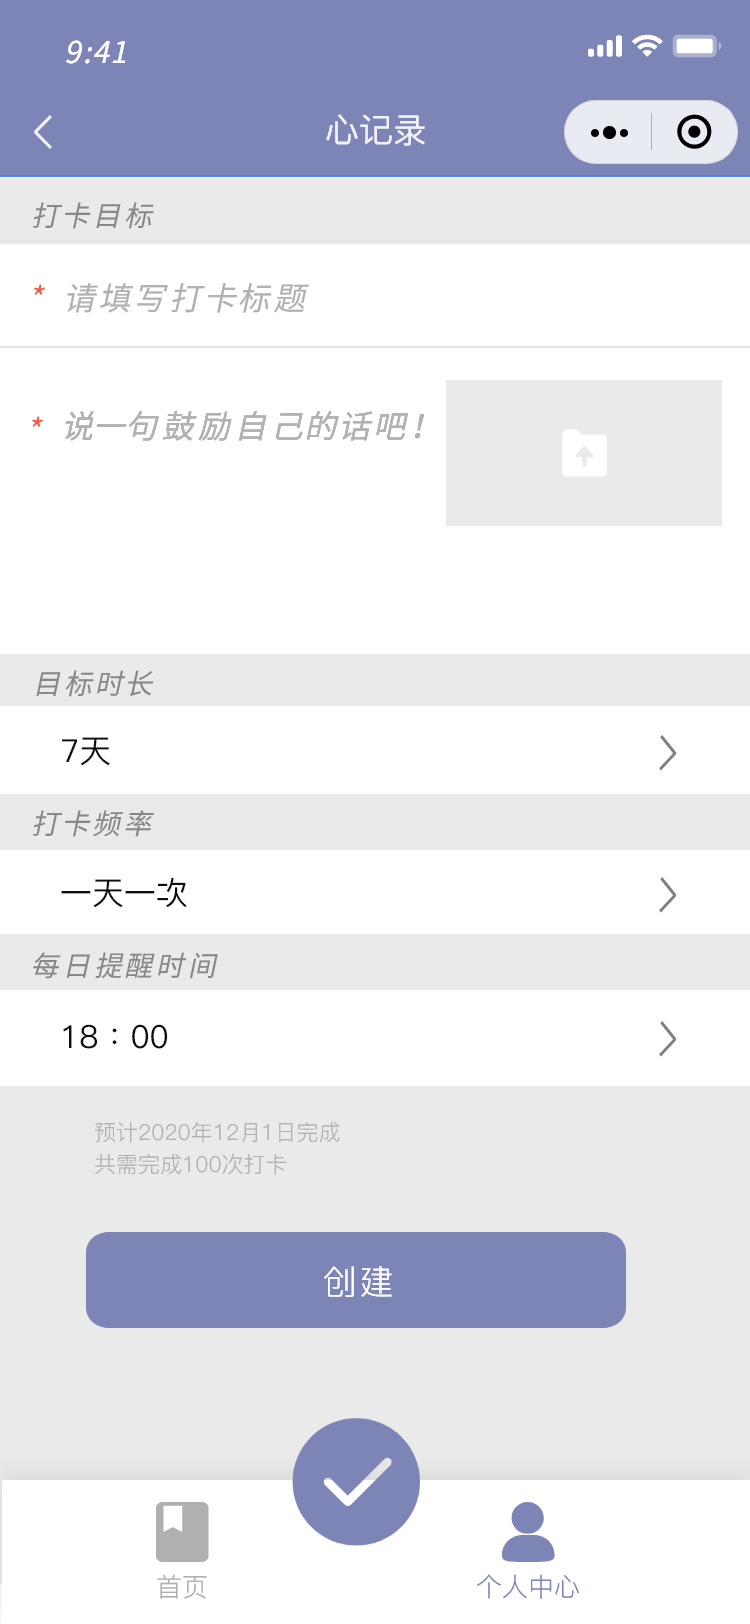 9:41
心记录
打卡目标
* 请填写打卡标题
* 说一句鼓励自己的话吧！
目标时长
7天
打卡频率
一天一次
每日提醒时间
18：00
预计2020年12月1日完成
共需完成100次打卡
创建
首页
个人中心